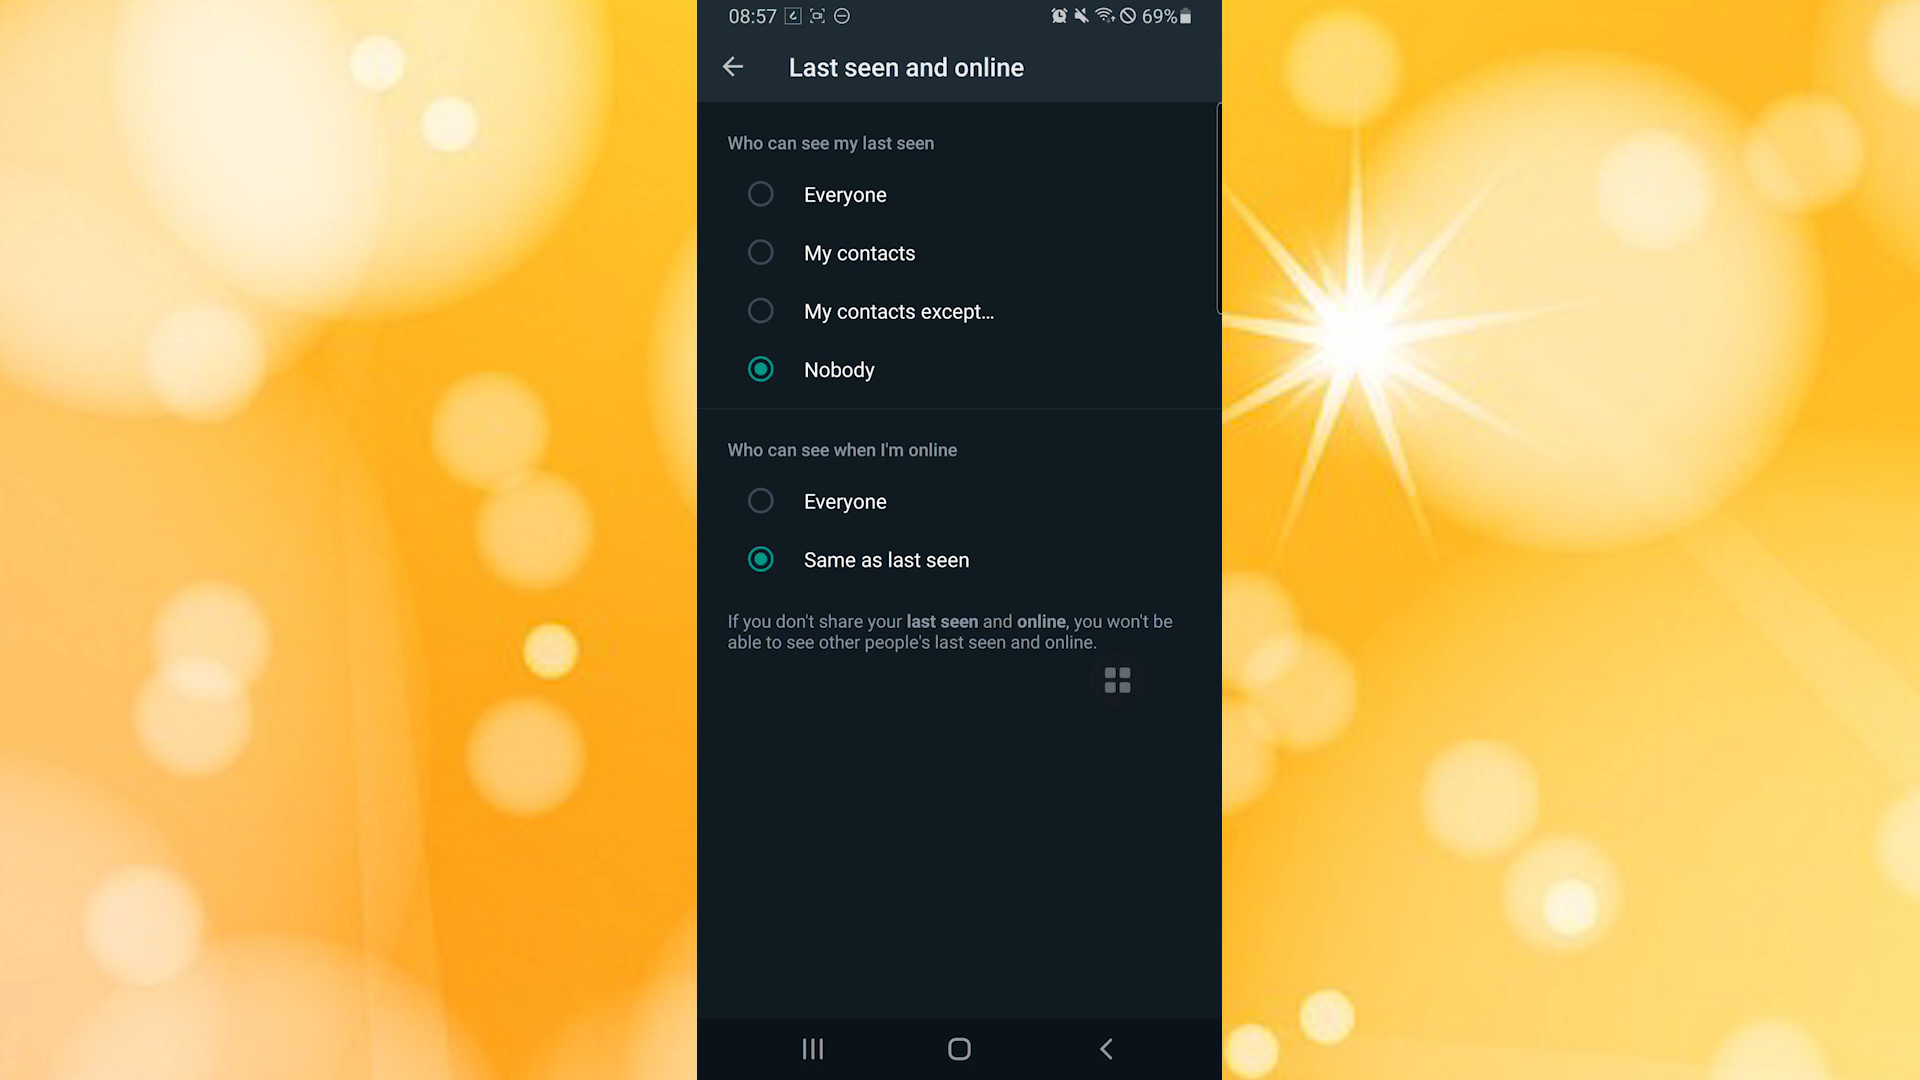 08:57 69%
Last seen and online
Who can see my last seen
Everyone
My contacts
My contacts except...
Nobody
Who can see when I'm online
Everyone
Same as last seen
If you don't share your last seen and online, you won't be
able to see other people's last seen and online.